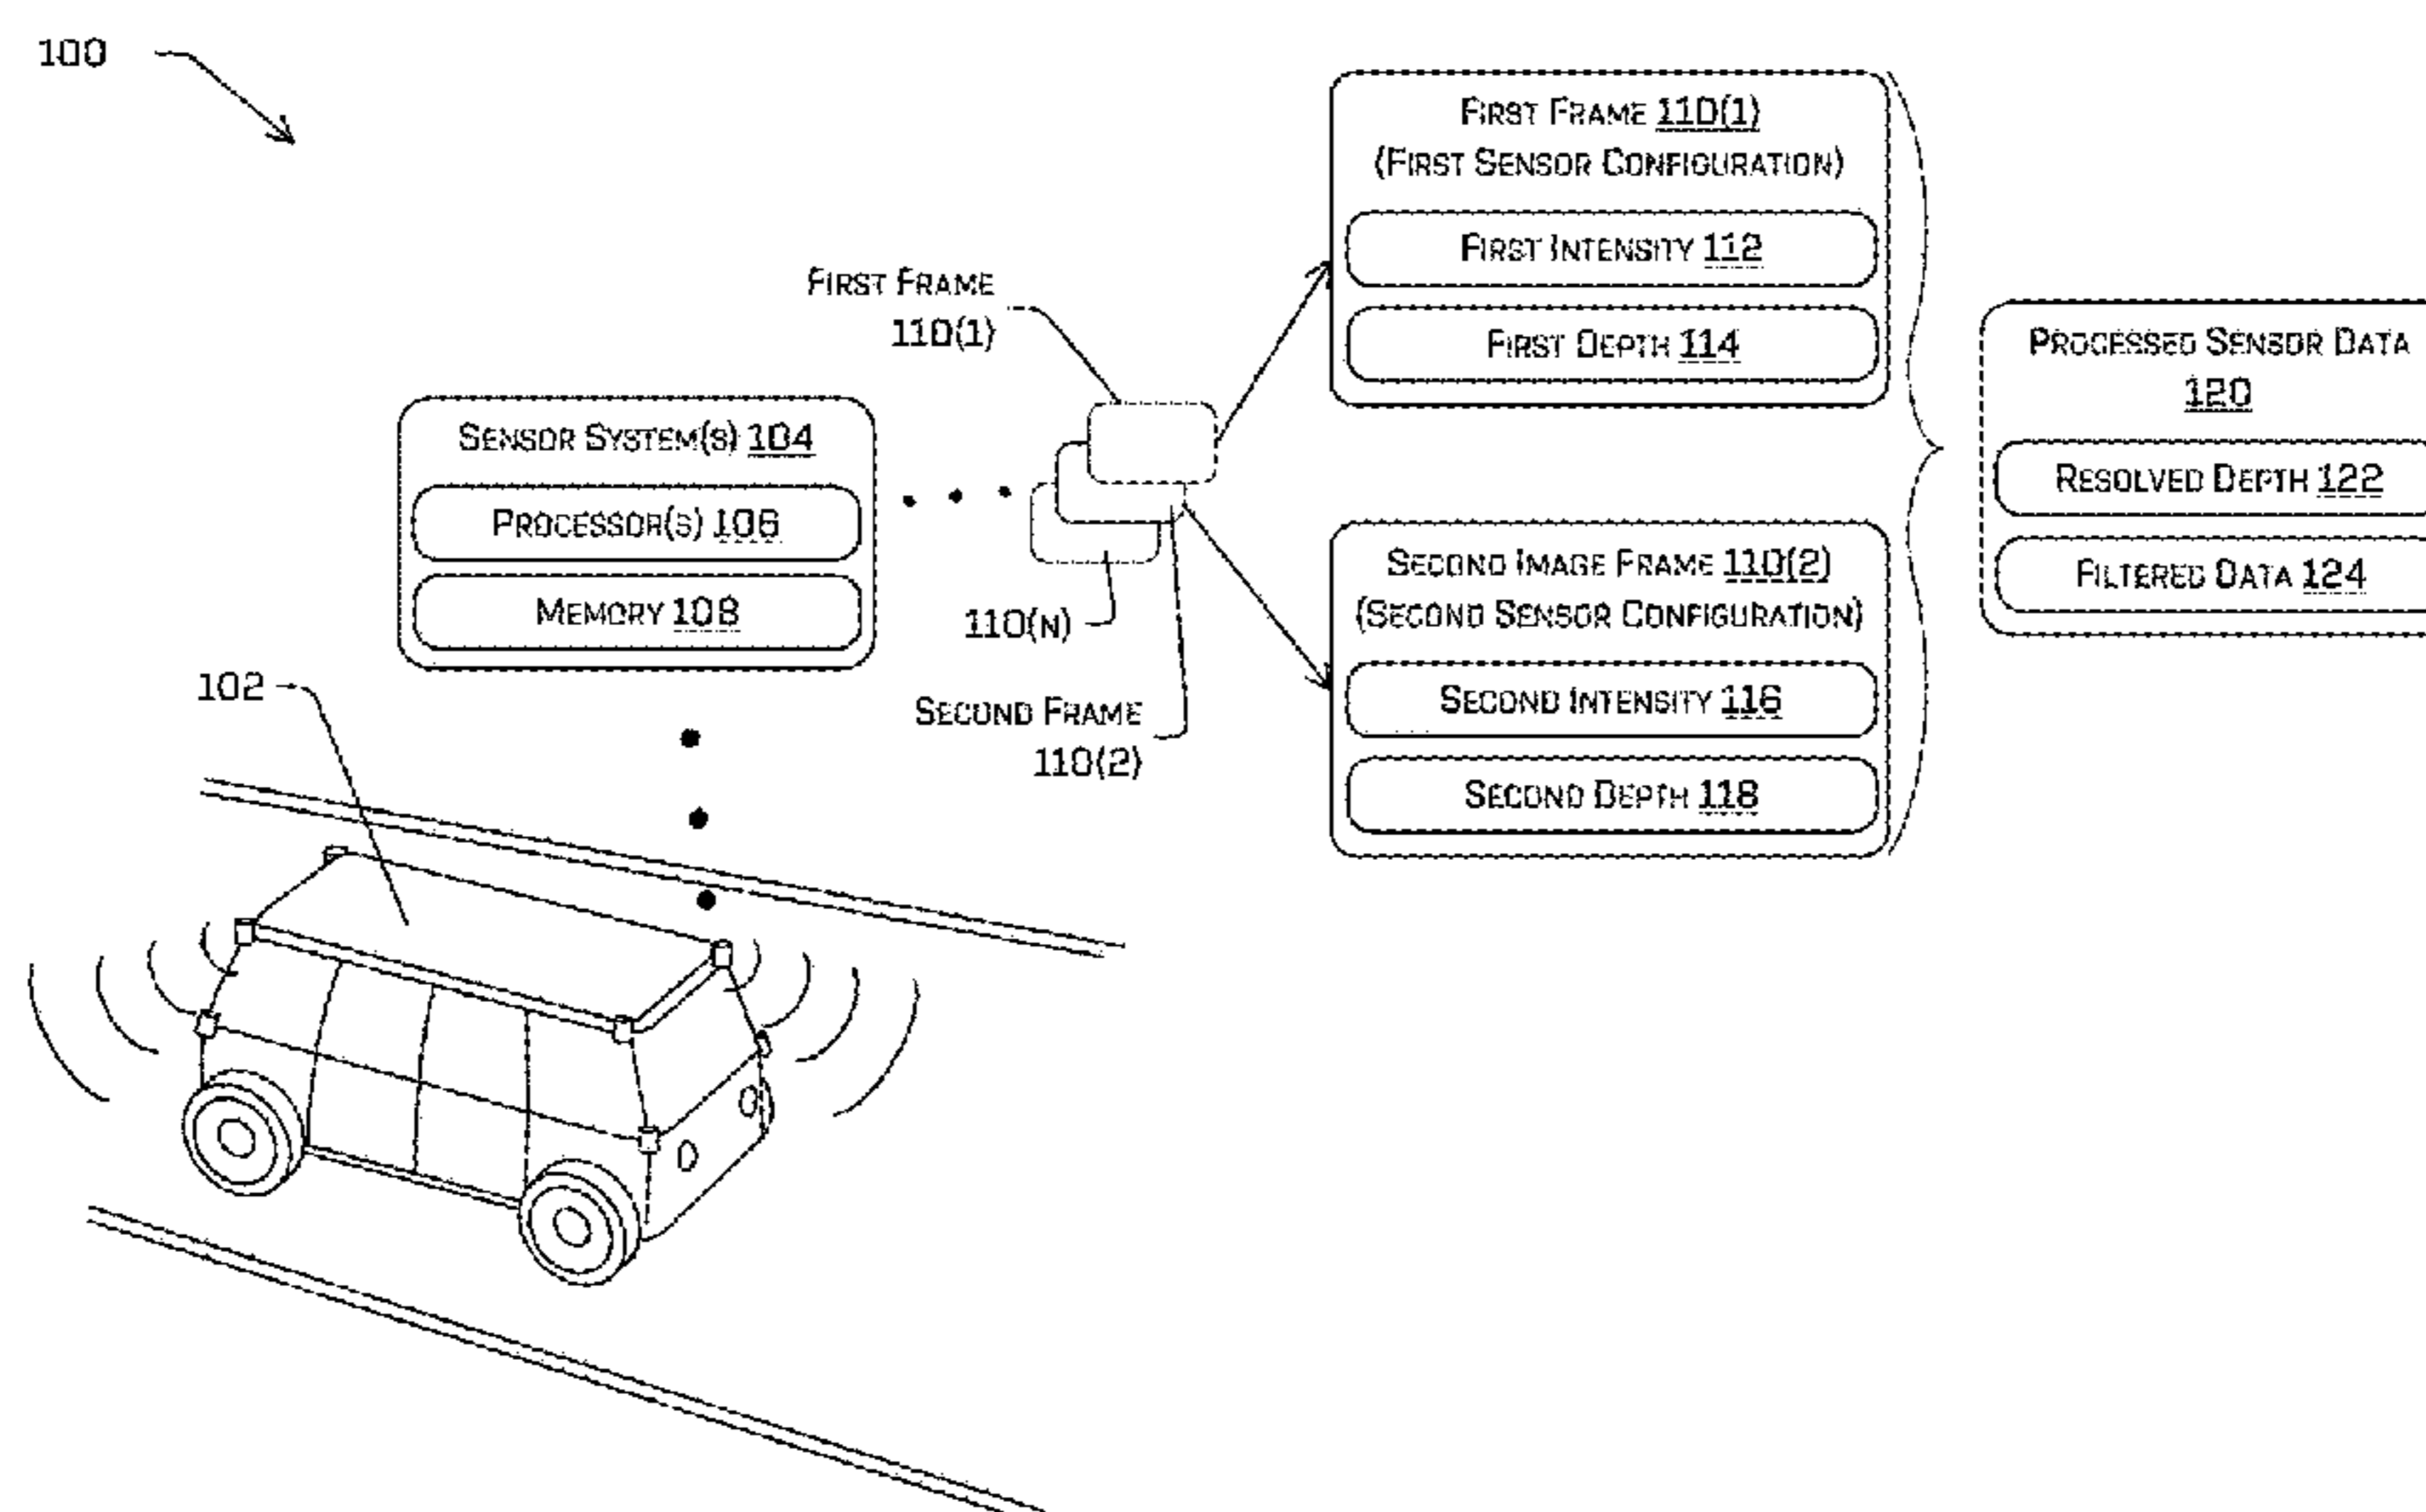 100
FIRST FRAME 110(1)
(FIRST SENSOR CONFIGURATION)
FIRST INTENSITY 112
FIRST DEPTH 114
FIRST FRAME
110(1)
PROCESSED SENSOR DATA
120
RESOLVED DEPTH 122
FILTERED DATA 124
SENSOR SYSTEM(S) 104
PROCESSOR(S) 106
MEMORY 108
110(N)
SECOND FRAME
110(2)
SECOND IMAGE FRAME 110(2)
(SECOND SENSOR CONFIGURATION)
SECOND INTENSITY 116
SECOND DEPTH 118
102